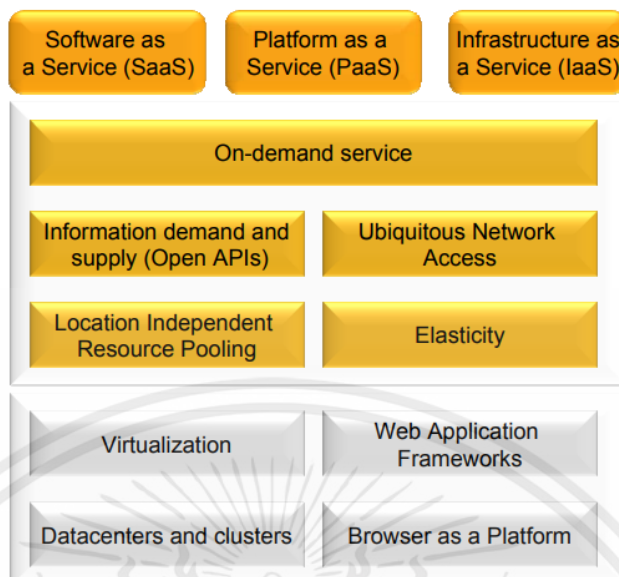 Software as
a Service (SaaS)
Platform as a
Service (PaaS)
Infrastructure as
a Service (IaaS)
On-demand service
Information demand and
supply (Open APIs)
Ubiquitous Network
Access
Location Independent
Resource Pooling
Elasticity
Virtualization
Web Application
Frameworks
Datacenters and clusters
Browser as a Platform